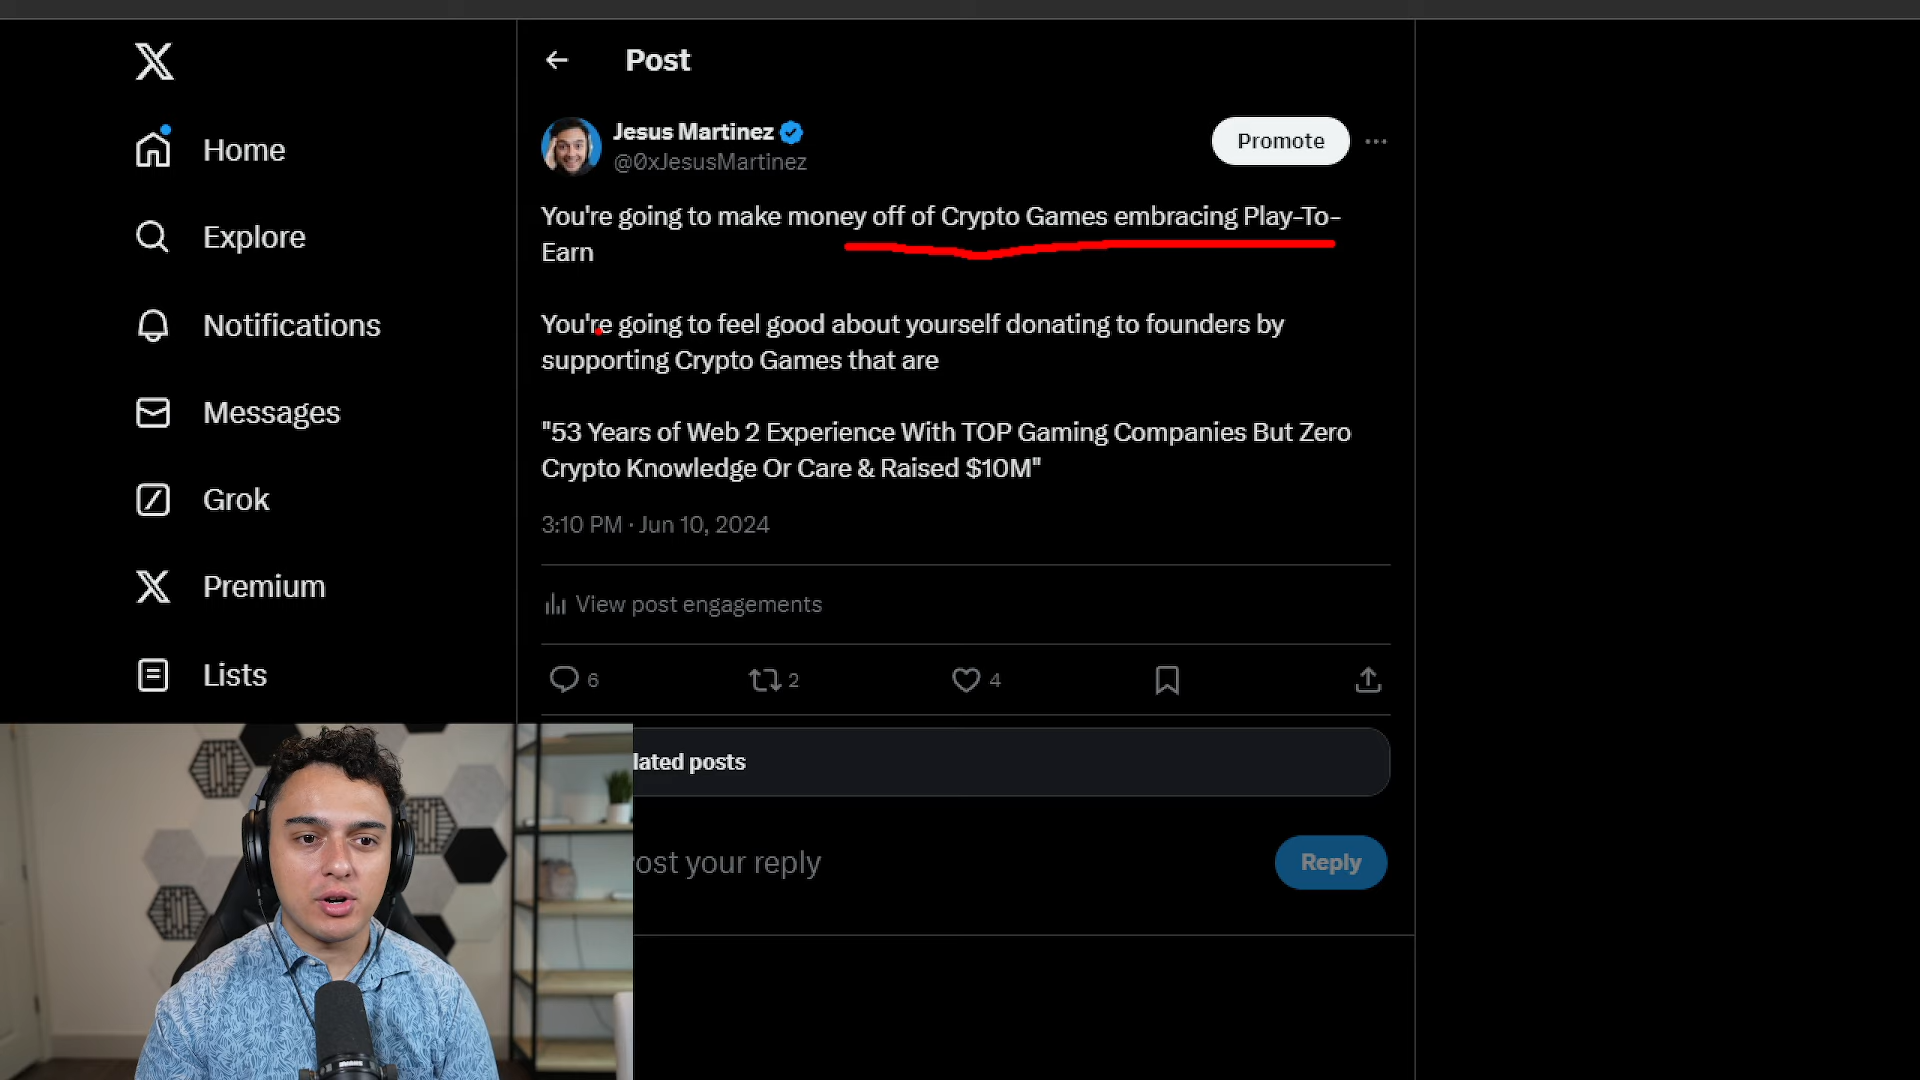 Post
Home
Explore
Notifications
Messages
Grok
Premium
Lists
Jesus Martinez
@0xJesusMartinez
Promote
You're going to make money off of Crypto Games embracing Play-To-
Earn
You're going to feel good about yourself donating to founders by
supporting Crypto Games that are
"53 Years of Web 2 Experience With TOP Gaming Companies But Zero
Crypto Knowledge Or Care & Raised $10M"
3:10 PM · Jun 10, 2024
View post engagements
6 2 4
lated posts
ost your reply
Reply